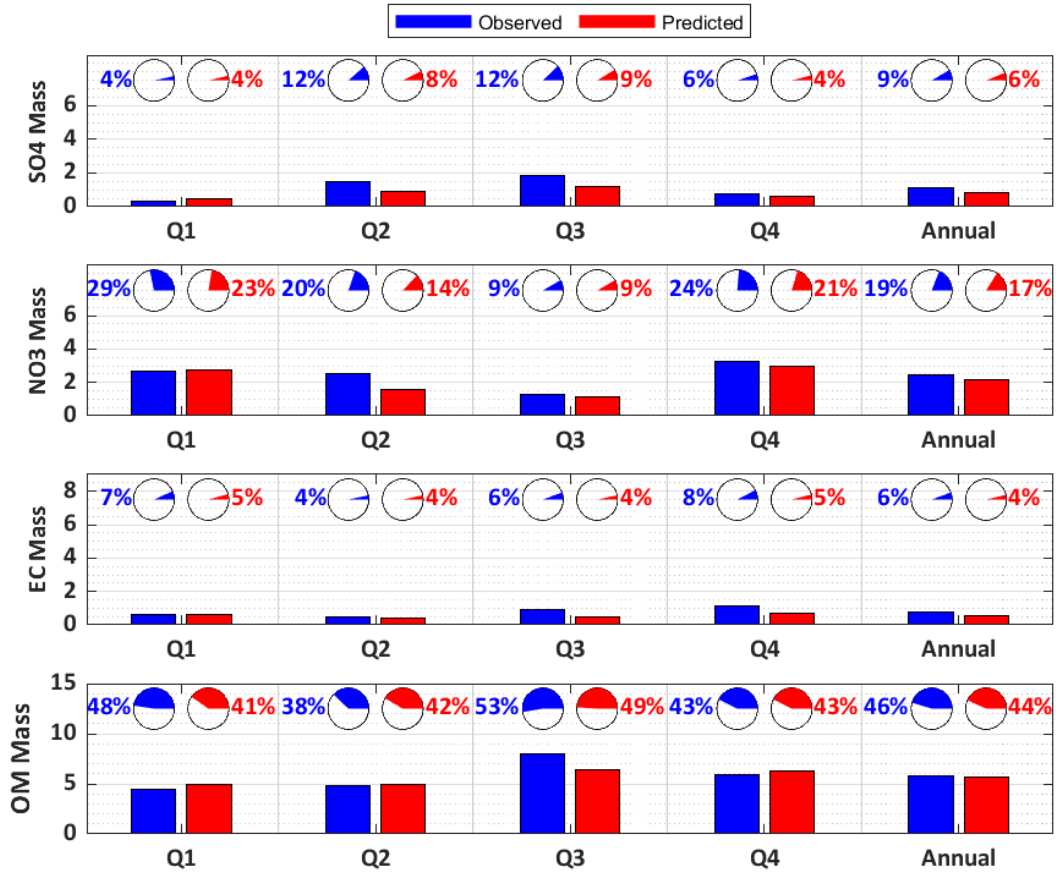 Observed Predicted
4% 4% 12% 8% 12% 9% 6% 4% 9% 6%
SO4 Mass
6
4
2
0
Q1 Q2 Q3 Q4 Annual
29% 23% 20% 14% 9% 9% 24% 21% 19% 17%
NO3 Mass
6
4
2
0
Q1 Q2 Q3 Q4 Annual
7% 5% 4% 4% 6% 4% 8% 5% 6% 4%
EC Mass
8
6
4
2
0
Q1 Q2 Q3 Q4 Annual
48% 41% 38% 42% 53% 49% 43% 43% 46% 44%
OM Mass
15
10
5
0
Q1 Q2 Q3 Q4 Annual